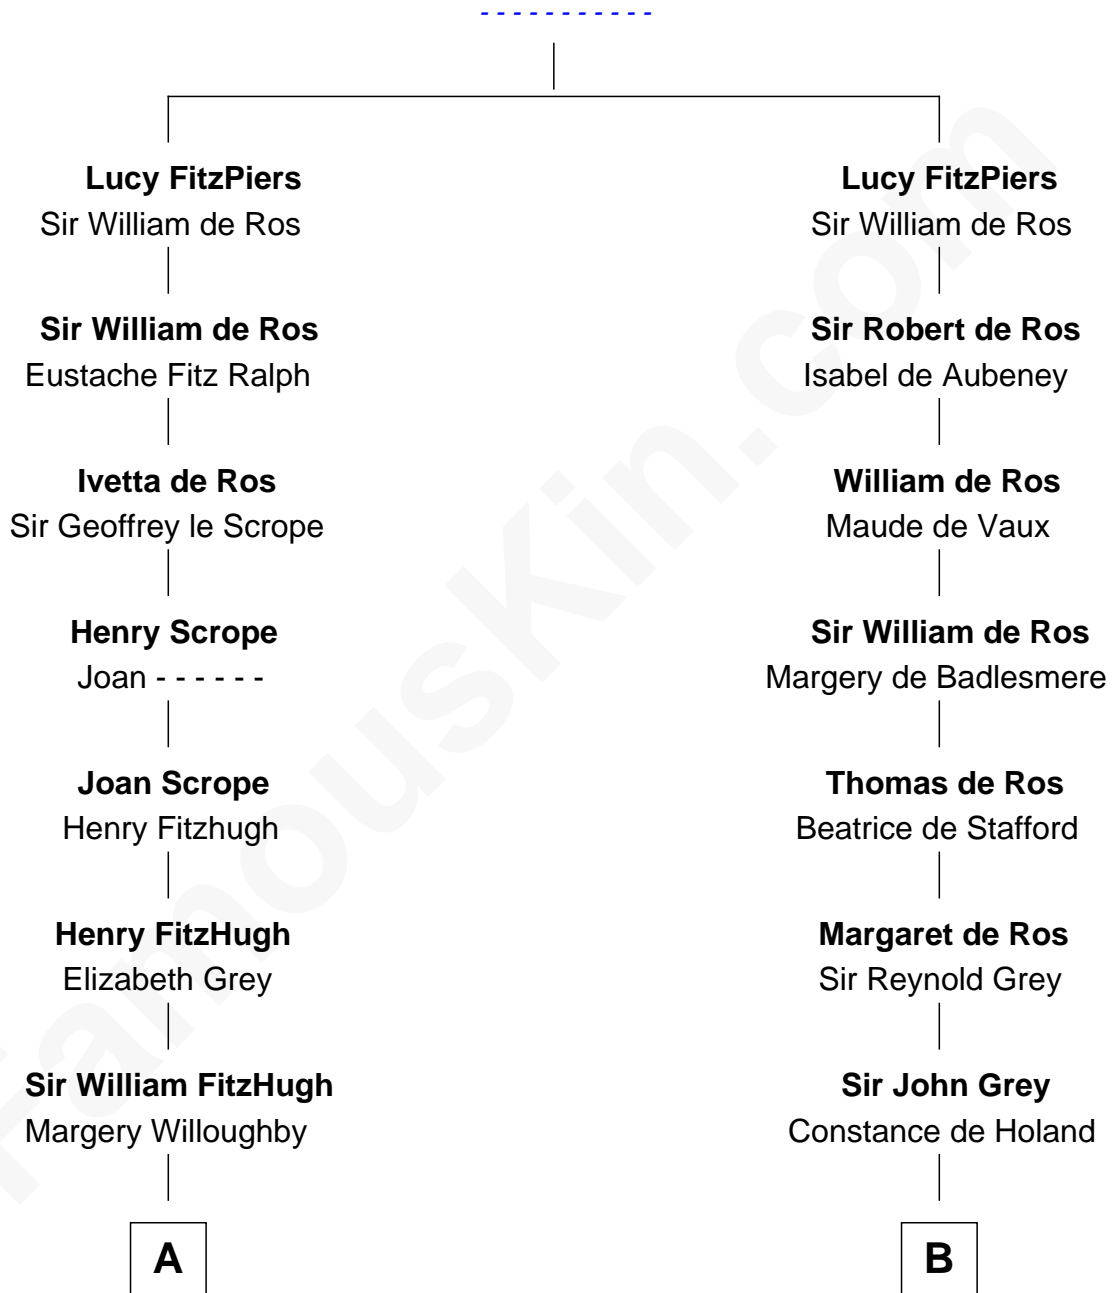 - - - - - - - - - - -
Lucy FitzPiers
Sir William de Ros
Sir William de Ros
Eustache Fitz Ralph
Ivetta de Ros
Sir Geoffrey le Scrope
Henry Scrope
Joan - - - - - -
Joan Scrope
Henry Fitzhugh
Henry FitzHugh
Elizabeth Grey
Sir William FitzHugh
Margery Willoughby
A
Lucy FitzPiers
Sir William de Ros
Sir Robert de Ros
Isabel de Aubeney
William de Ros
Maude de Vaux
Sir William de Ros
Margery de Badlesmere
Thomas de Ros
Beatrice de Stafford
Margaret de Ros
Sir Reynold Grey
Sir John Grey
Constance de Holand
B
FamousKin.com